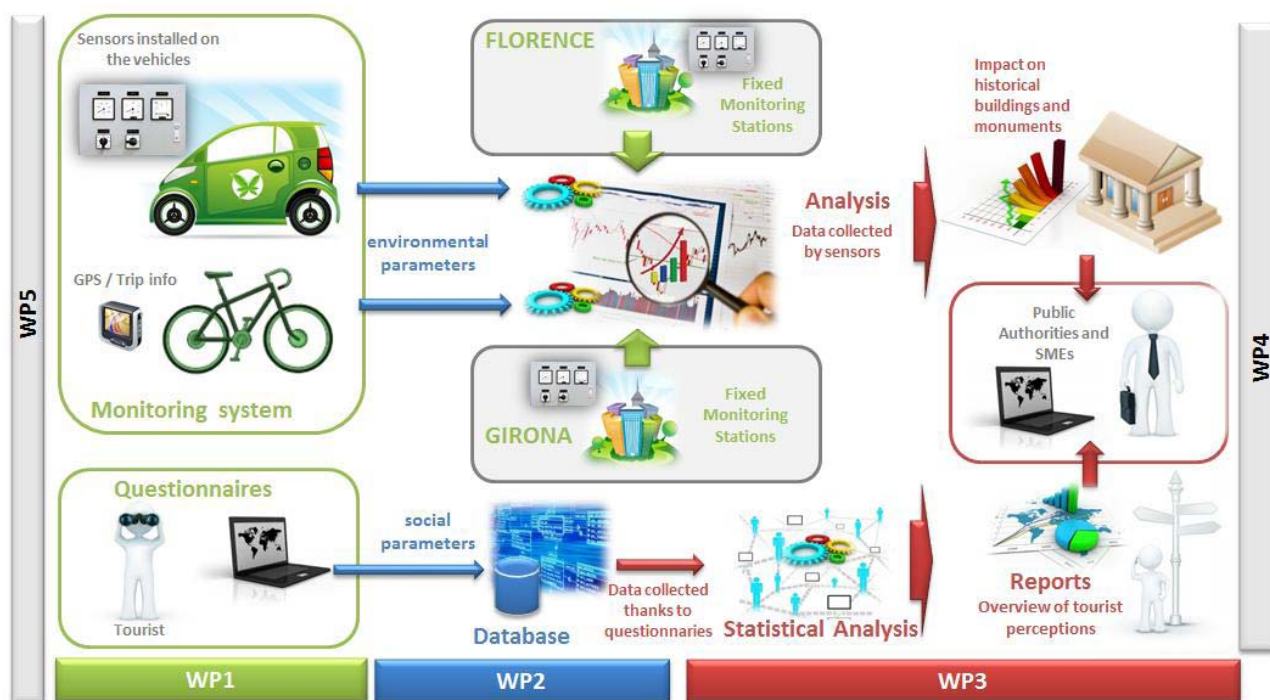 WP5
Sensors installed on
the vehicles
GPS / Trip info
Monitoring system
environmental
parameters
FLORENCE
Fixed
Monitoring
Stations
GIRONA
Fixed
Monitoring
Stations
Analysis
Data collected
by sensors
Impact on
historical
buildings and
monuments
Public
Authorities and
SMEs
WP4
Questionnaires
Tourist
social
parameters
Database
Data collected
thanks to
questionnaries
Statistical Analysis
Reports
Overview of tourist
perceptions
WP1
WP2
WP3